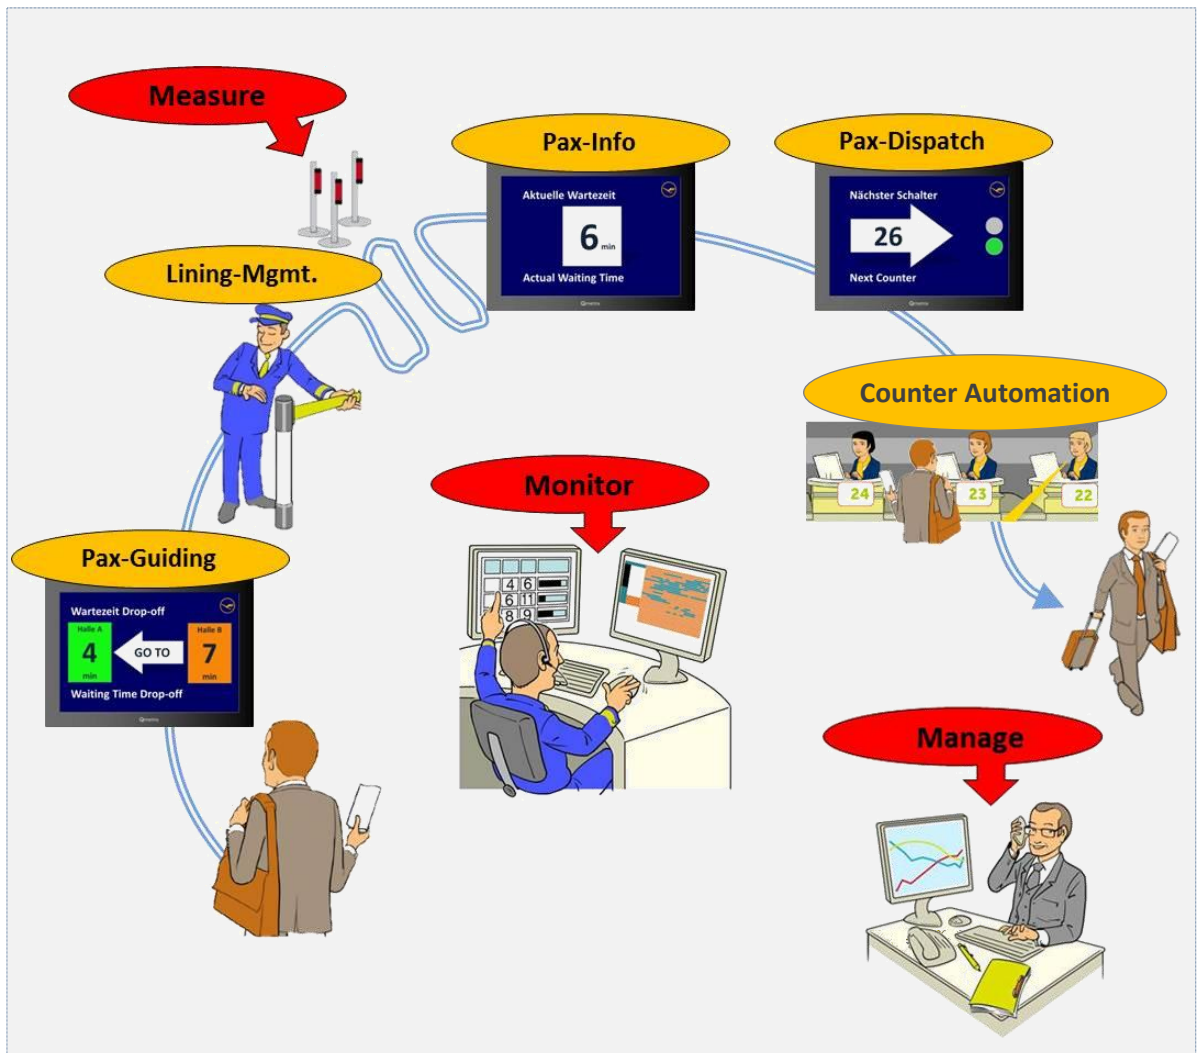 Measure
Pax-Info
Aktuelle Wartezeit
6 min
Actual Waiting Time
Pax-Dispatch
Nächster Schalter
26
Next Counter
Lining-Mgmt.
Counter Automation
24
23
22
Monitor
4 6
6 11
8 9
Pax-Guiding
Wartezeit Drop-off
Halle A
4
min
GO TO
Halle B
7
min
Waiting Time Drop-off
Manage